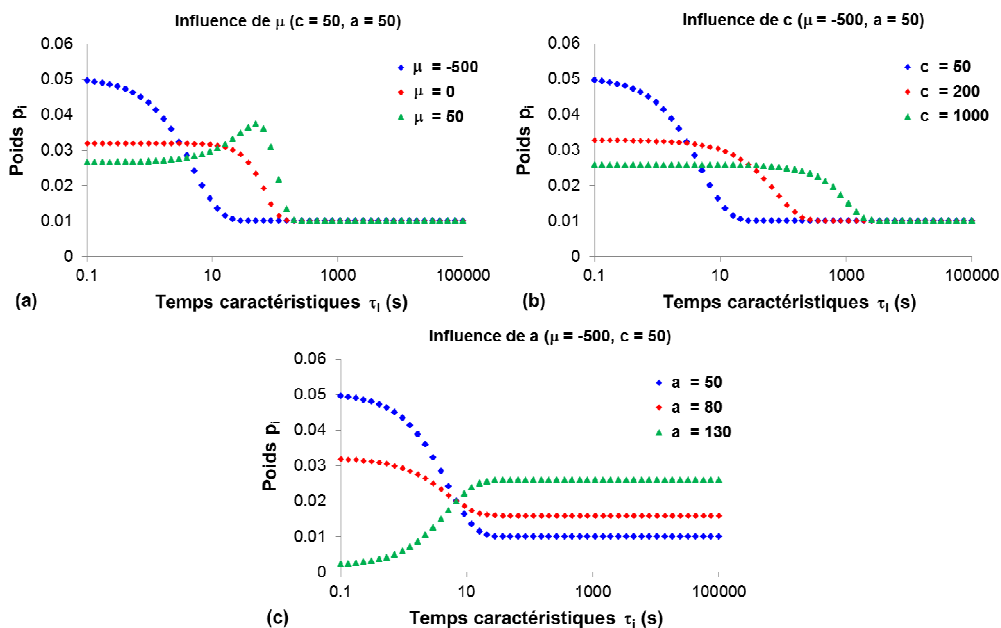 Influence de μ (c = 50, a = 50)
0.06
0.05
0.04
0.03
0.02
0.01
0
Poids pᵢ
μ = -500
μ = 0
μ = 50
0.1
10
1000
100000
(a)
Temps caractéristiques τᵢ (s)
Influence de c (μ = -500, a = 50)
0.06
0.05
0.04
0.03
0.02
0.01
0
Poids pᵢ
c = 50
c = 200
c = 1000
0.1
10
1000
100000
(b)
Temps caractéristiques τᵢ (s)
Influence de a (μ = -500, c = 50)
0.06
0.05
0.04
0.03
0.02
0.01
0
Poids pᵢ
a = 50
a = 80
a = 130
0.1
10
1000
100000
(c)
Temps caractéristiques τᵢ (s)